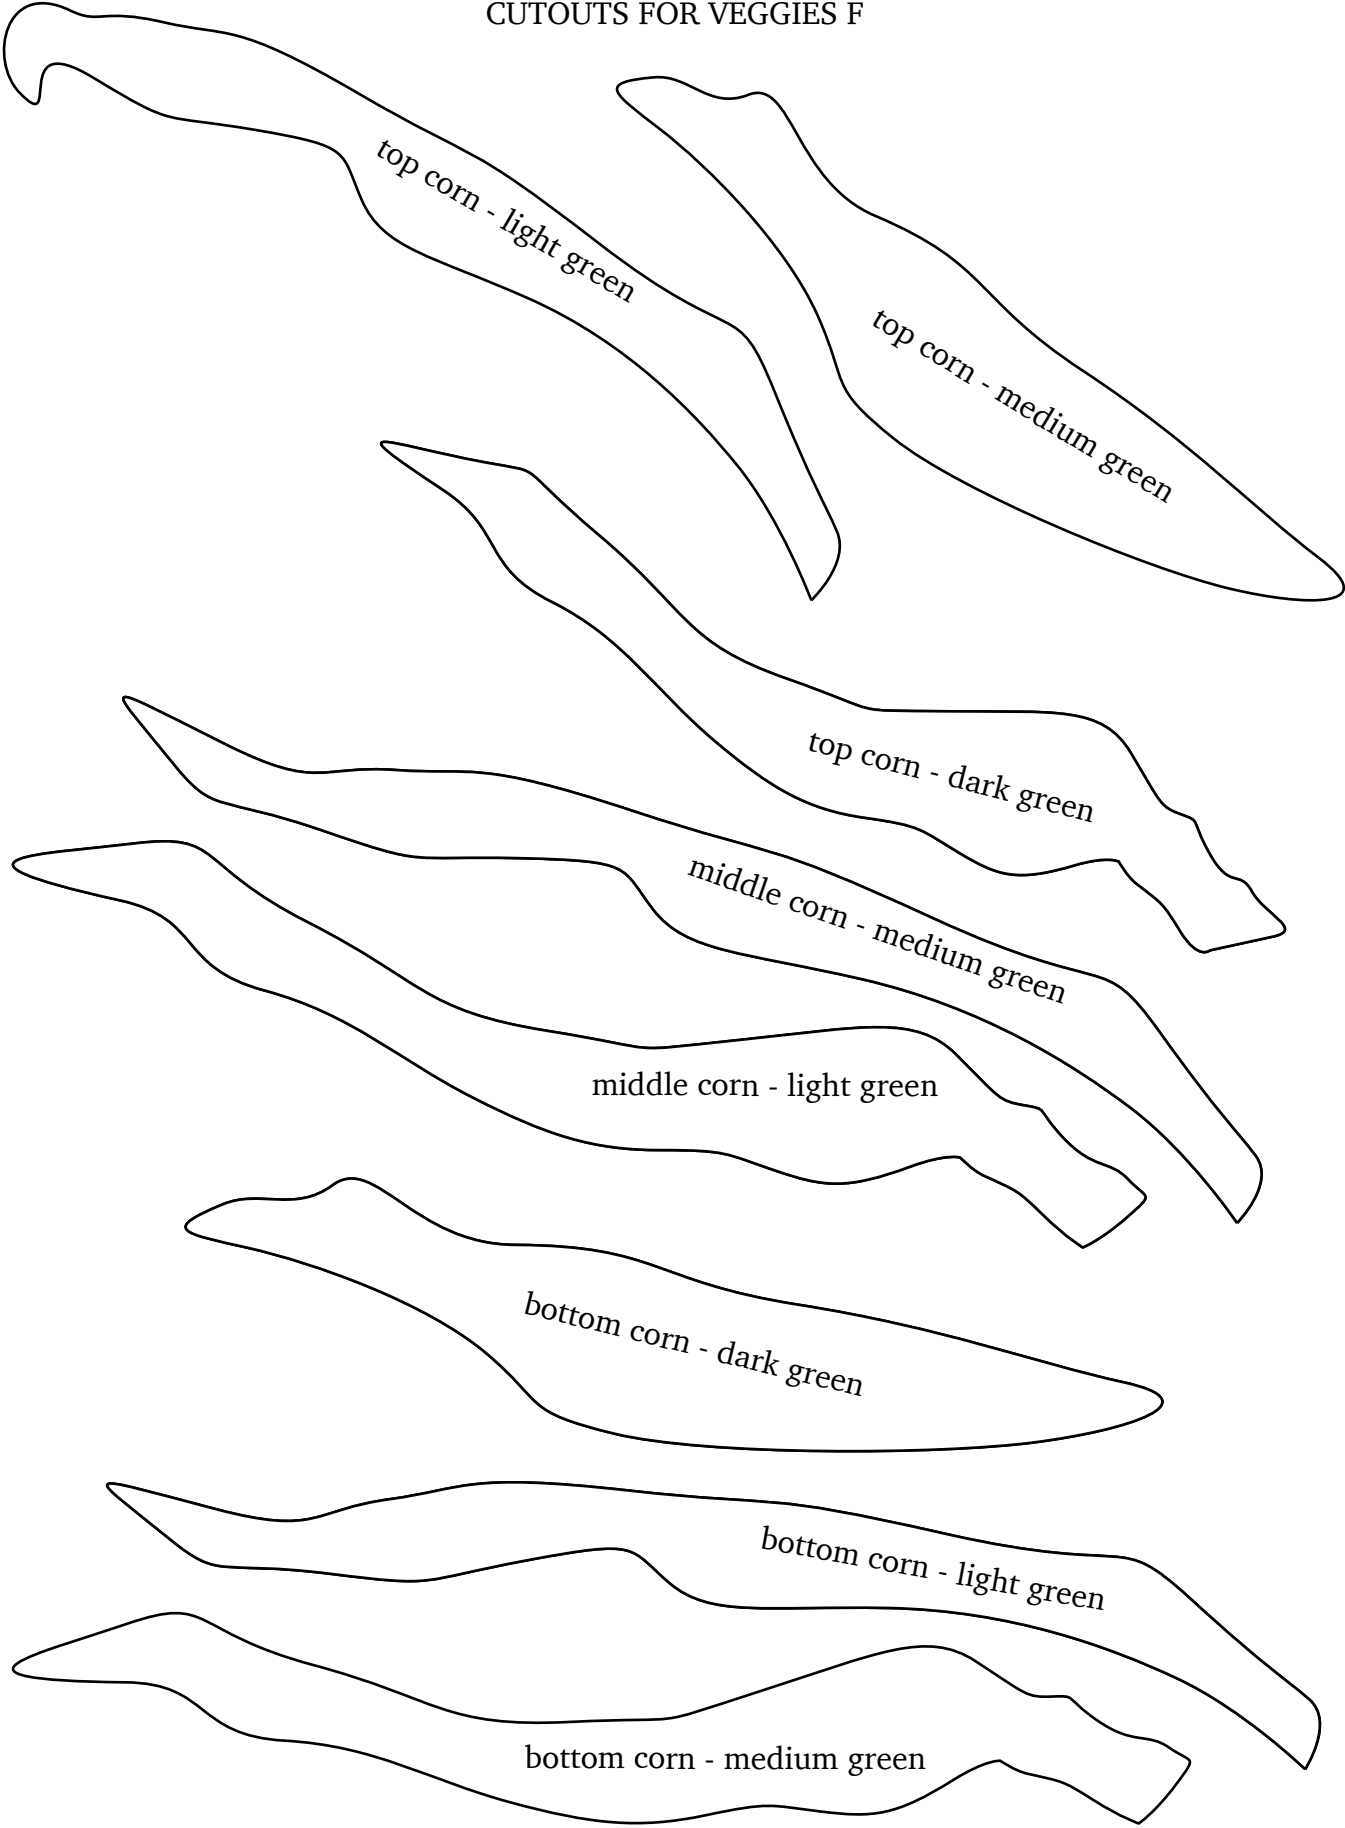 CUTOUTS FOR VEGGIES F
top corn - light green
top corn - medium green
top corn - dark green
middle corn - medium green
middle corn - light green
bottom corn - dark green
bottom corn - light green
bottom corn - medium green